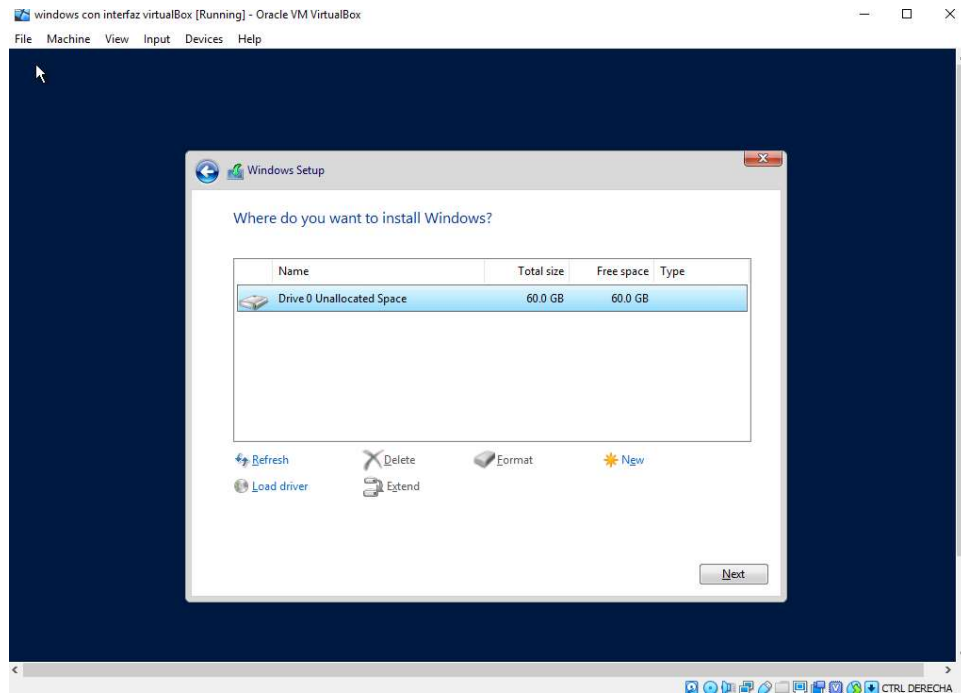 windows con interfaz virtualBox [Running] - Oracle VM VirtualBox
File Machine View Input Devices Help
Windows Setup
Where do you want to install Windows?
Name Total size Free space Type
Drive 0 Unallocated Space 60.0 GB 60.0 GB
Refresh Delete Format New
Load driver Extend
Next
CTRL DERECHA